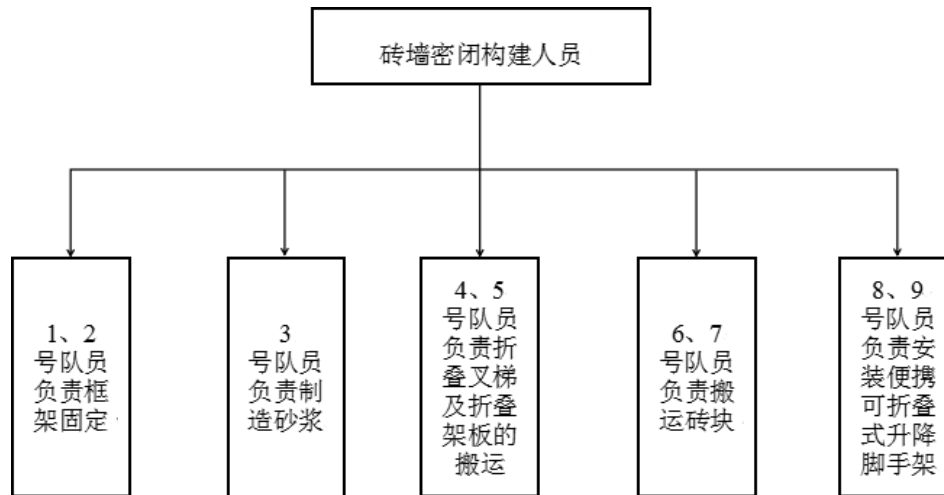 砖墙密闭构建人员
1、2
号队员
负责框
架固定
3
号队员
负责制
造砂浆
4、5
号队员
负责折
叠叉梯
及折叠
架板的
搬运
6、7
号队员
负责搬
运砖块
8、9
号队员
负责安
装便携
可折叠
式升降
脚手架